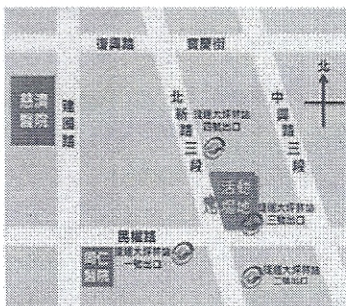 復興路
寶慶街
北
慈濟
醫院
建國路
北新路三段
中興路三段
捷運大坪林站
四號出口
活動
場地
捷運大坪林站
三號出口
民權路
捷運大坪林站
一號出口
捷運大坪林站
二號出口